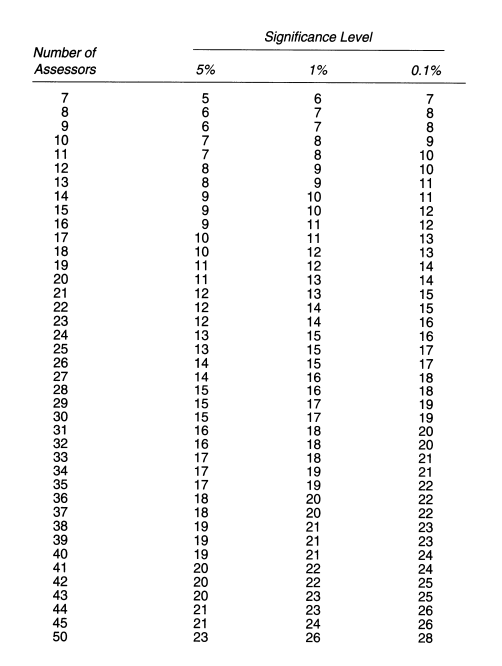 Significance Level
Number of
Assessors 5% 1% 0.1%
7 5 6 7
8 6 7 8
9 6 7 8
10 7 8 9
11 7 8 10
12 8 9 10
13 8 9 11
14 9 10 11
15 9 10 12
16 9 11 12
17 10 11 13
18 10 12 13
19 11 12 14
20 11 13 14
21 12 13 15
22 12 14 15
23 12 14 16
24 13 15 16
25 13 15 17
26 14 15 17
27 14 16 18
28 15 16 18
29 15 17 19
30 15 17 19
31 16 18 20
32 16 18 20
33 17 18 21
34 17 19 21
35 17 19 22
36 18 20 22
37 18 20 22
38 19 21 23
39 19 21 23
40 19 21 24
41 20 22 24
42 20 22 25
43 20 23 25
44 21 23 26
45 21 24 26
50 23 26 28